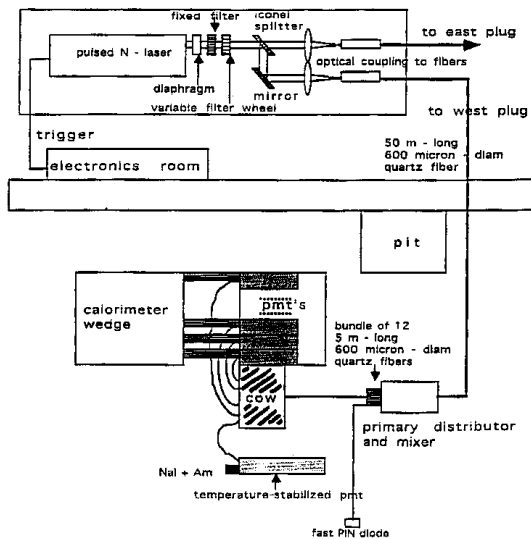 fixed filter
iconel
splitter
to east plug
pulsed N - laser
optical coupling to fibers
diaphragm
mirror
variable filter wheel
to west plug
trigger
electronics room
50 m - long
600 micron - diam
quartz fiber
pit
calorimeter
wedge
pmt's
bundle of 12
5 m - long
600 micron - diam
quartz fibers
cow
primary distributor
and mixer
NaI + Am
temperature-stabilized pmt
fast PIN diode